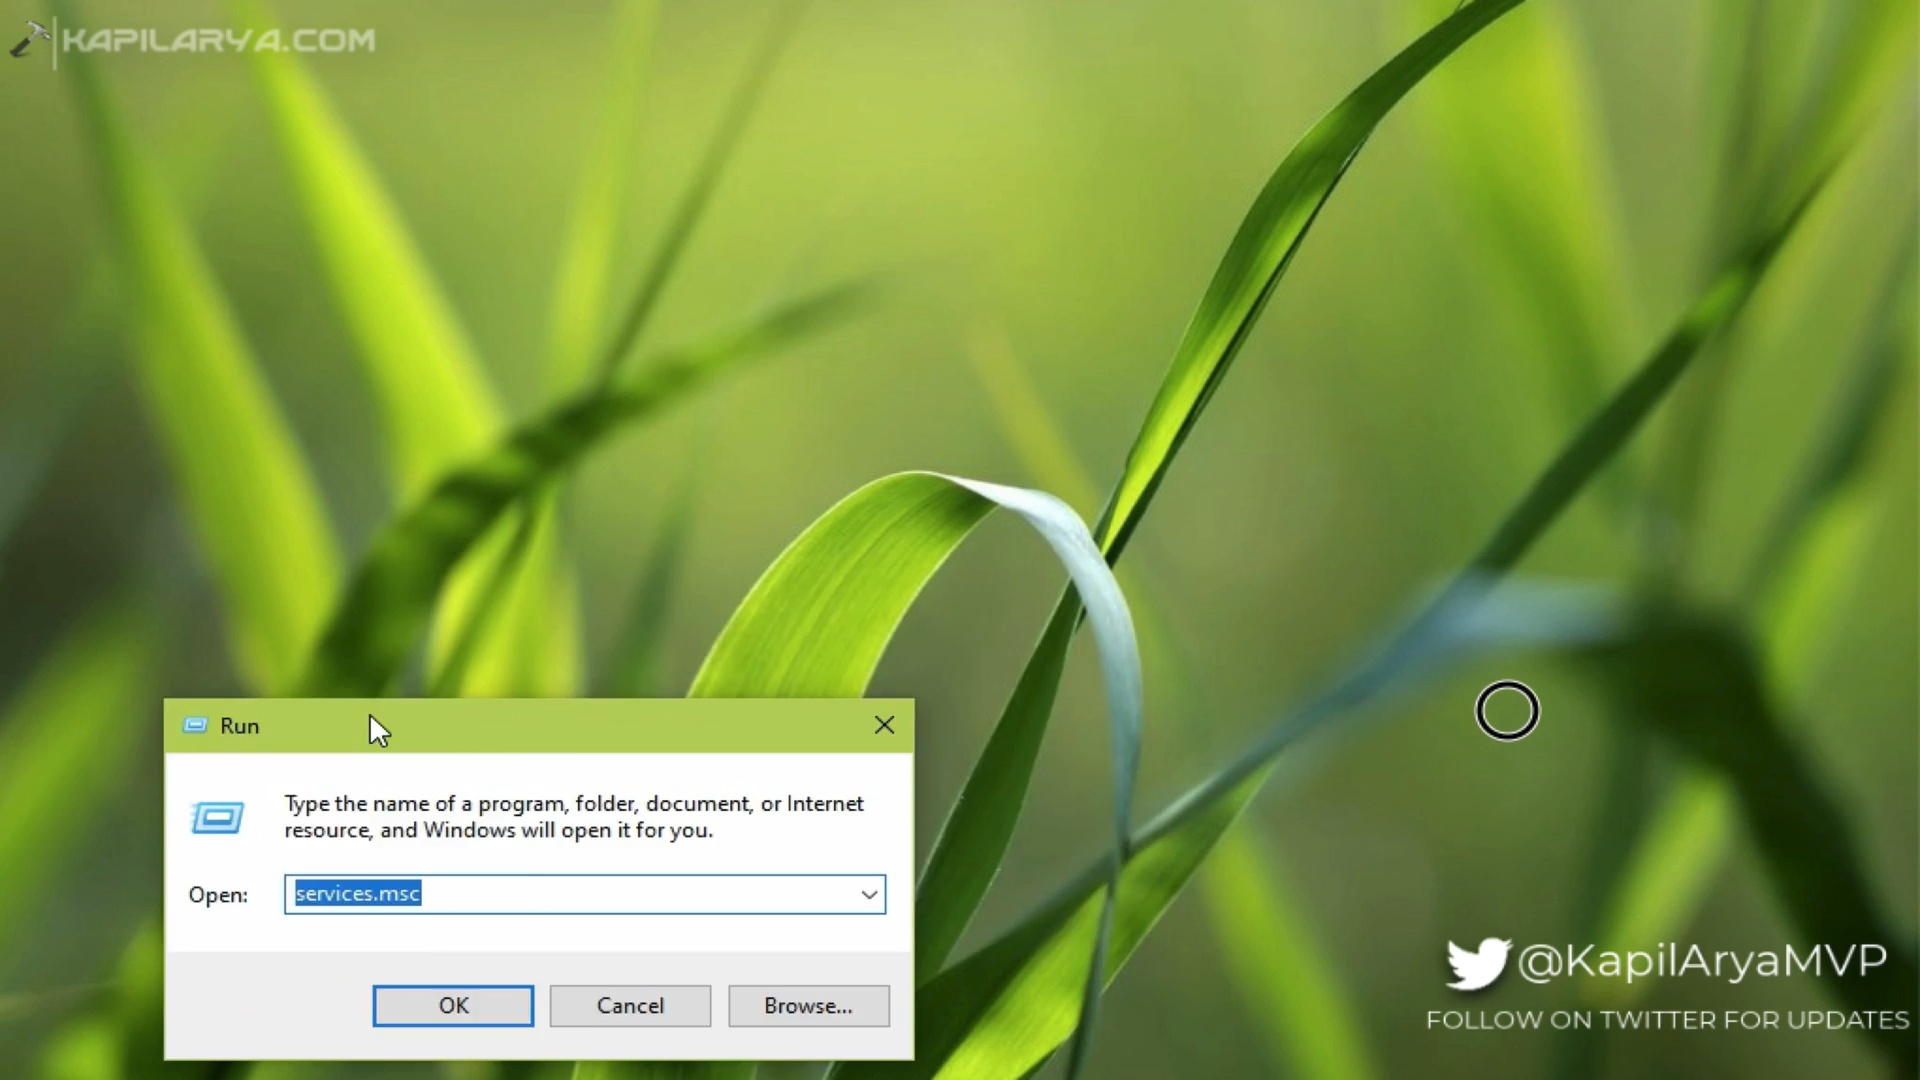 KAPILARYA.COM
Run
Type the name of a program, folder, document, or Internet
resource, and Windows will open it for you.
Open:
services.msc
OK
Cancel
Browse...
@KapilAryaMVP
FOLLOW ON TWITTER FOR UPDATES